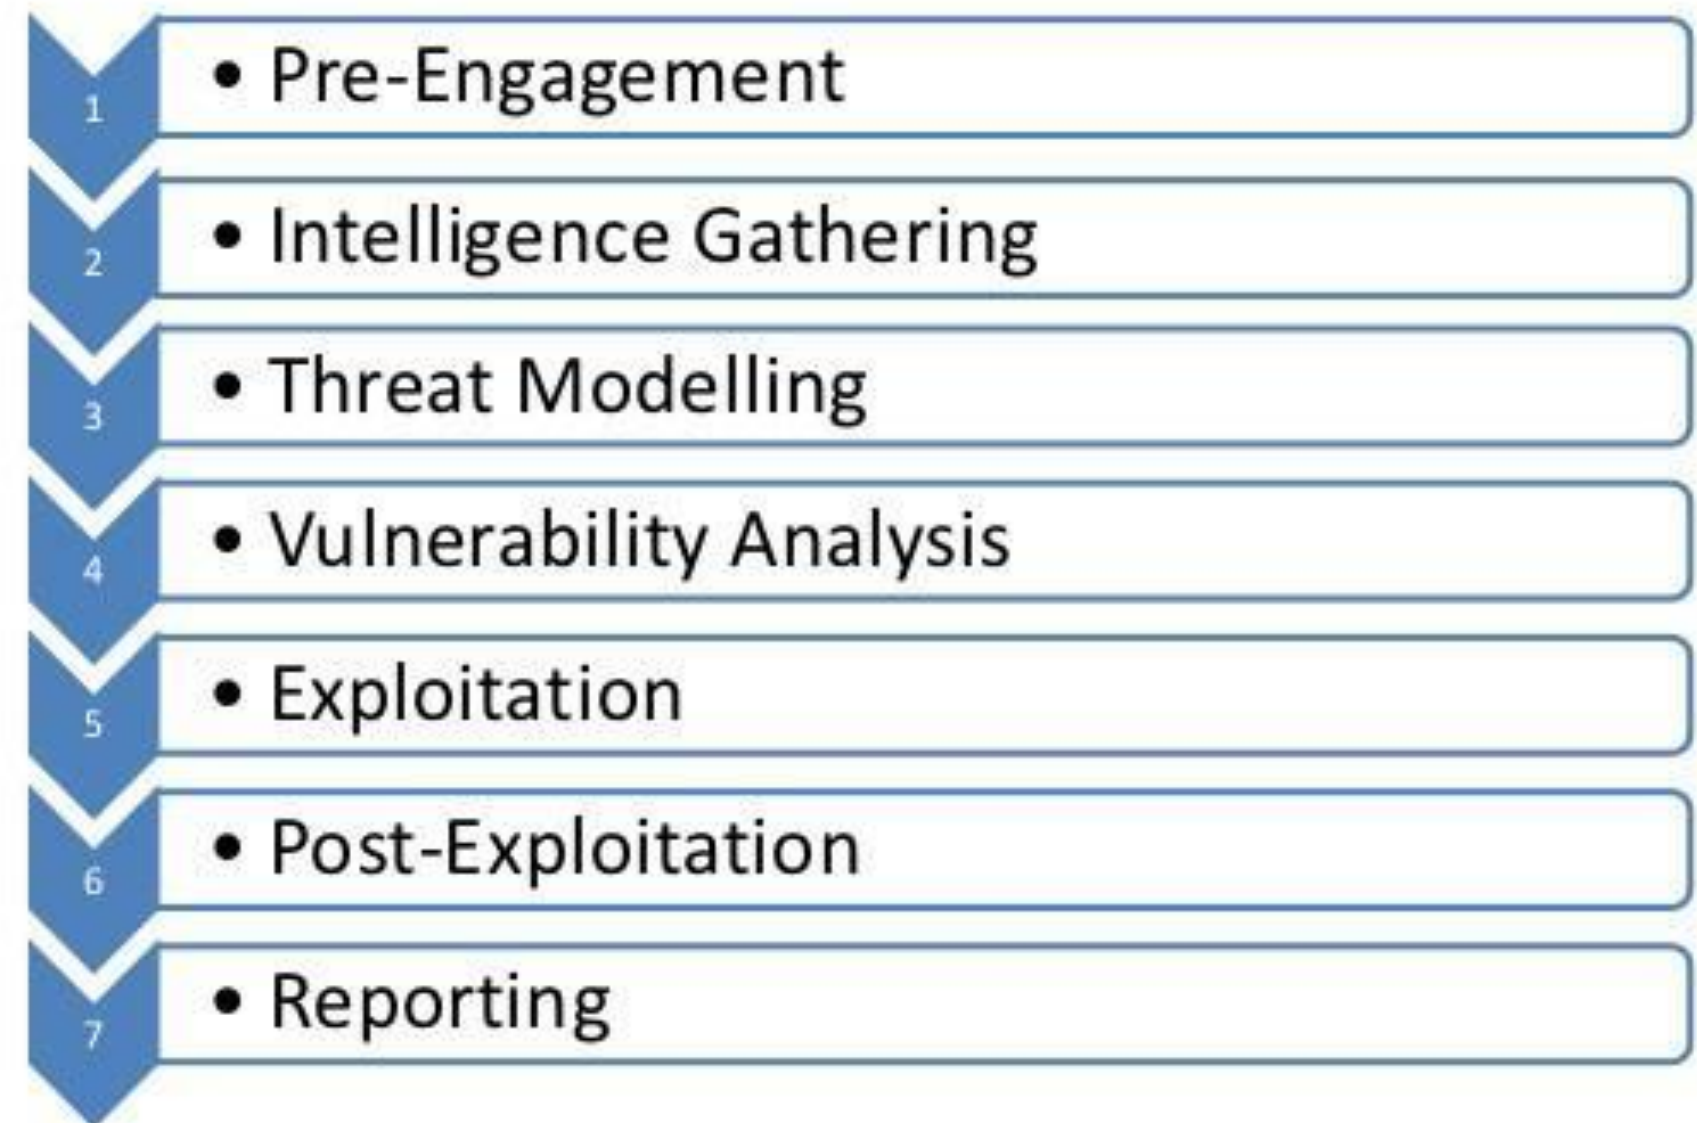 1
• Pre-Engagement
2
• Intelligence Gathering
3
• Threat Modelling
4
• Vulnerability Analysis
5
• Exploitation
6
• Post-Exploitation
7
• Reporting